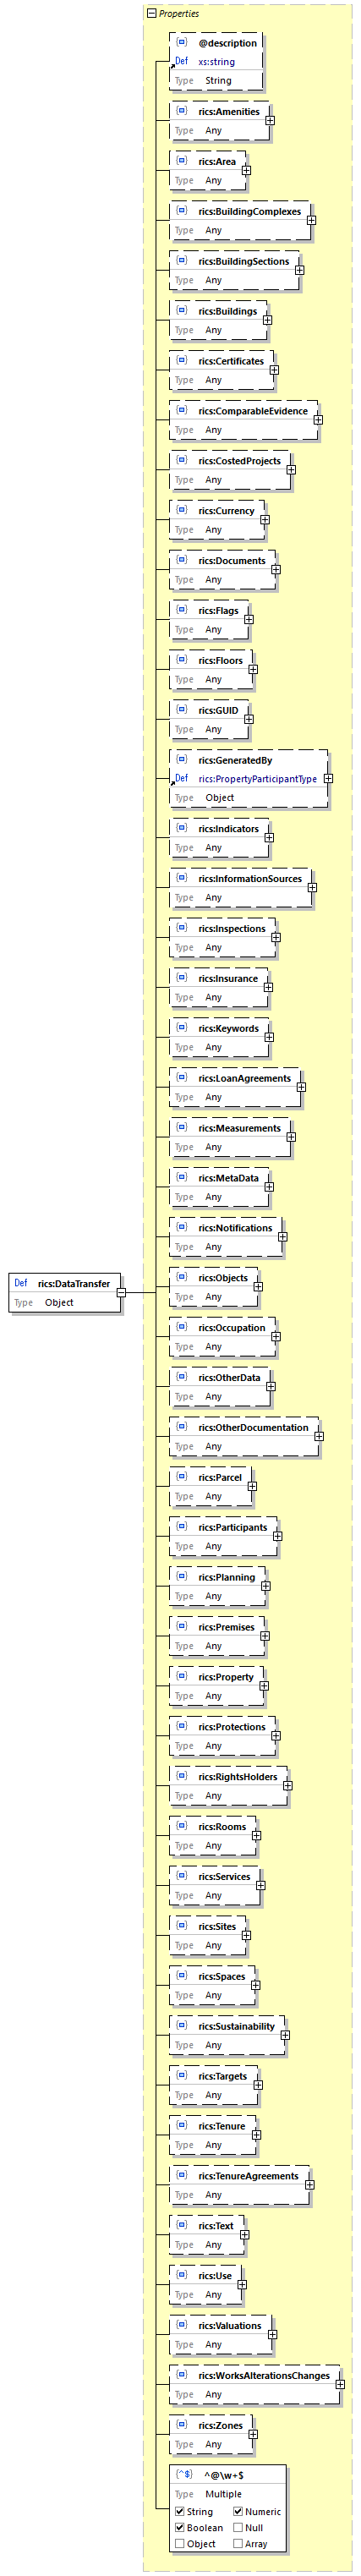 Properties
@description
Def xs:string
Type String
rics:Amenities
Type Any
rics:Area
Type Any
rics:BuildingComplexes
Type Any
rics:BuildingSections
Type Any
rics:Buildings
Type Any
rics:Certificates
Type Any
rics:ComparableEvidence
Type Any
rics:CostedProjects
Type Any
rics:Currency
Type Any
rics:Documents
Type Any
rics:Flags
Type Any
rics:Floors
Type Any
rics:GUID
Type Any
rics:GeneratedBy
Def rics:PropertyParticipantType
Type Object
rics:Indicators
Type Any
rics:InformationSources
Type Any
rics:Inspections
Type Any
rics:Insurance
Type Any
rics:Keywords
Type Any
rics:LoanAgreements
Type Any
rics:Measurements
Type Any
rics:MetaData
Type Any
rics:Notifications
Type Any
Def rics:DataTransfer
Type Object
rics:Objects
Type Any
rics:Occupation
Type Any
rics:OtherData
Type Any
rics:OtherDocumentation
Type Any
rics:Parcel
Type Any
rics:Participants
Type Any
rics:Planning
Type Any
rics:Premises
Type Any
rics:Property
Type Any
rics:Protections
Type Any
rics:RightsHolders
Type Any
rics:Rooms
Type Any
rics:Services
Type Any
rics:Sites
Type Any
rics:Spaces
Type Any
rics:Sustainability
Type Any
rics:Targets
Type Any
rics:Tenure
Type Any
rics:TenureAgreements
Type Any
rics:Text
Type Any
rics:Use
Type Any
rics:Valuations
Type Any
rics:WorksAlterationsChanges
Type Any
rics:Zones
Type Any
^@\w+$
Type Multiple
String Numeric
Boolean Null
Object Array